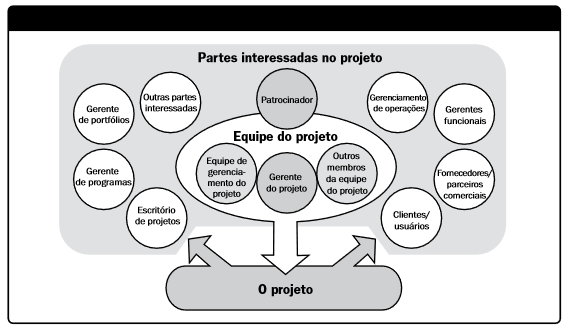 Partes interessadas no projeto
Outras partes
interessadas
Patrocinador
Gerenciamento
de operações
Gerente
de portfólios
Gerentes
funcionais
Equipe do projeto
Equipe de
gerencia-
mento do
projeto
Gerente
do projeto
Outros
membros
da equipe
do projeto
Gerente
de programas
Fornecedores/
parceiros
comerciais
Escritório
de projetos
Clientes/
usuários
O projeto